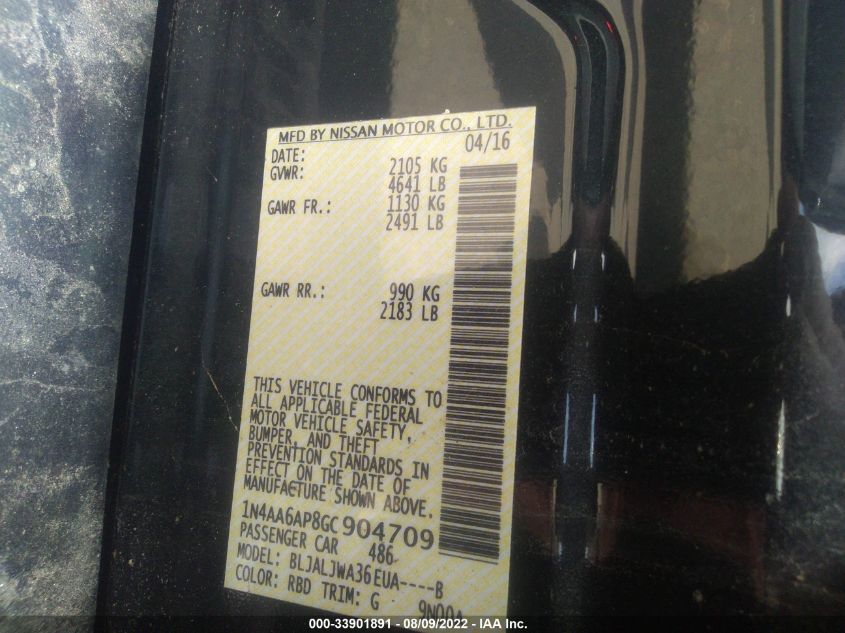 MFD BY NISSAN MOTOR CO., LTD.
DATE: 04/16
GVWR: 2105 KG
4641 LB
GAWR FR.: 1130 KG
2491 LB
GAWR RR.: 990 KG
2183 LB
THIS VEHICLE CONFORMS TO
ALL APPLICABLE FEDERAL
MOTOR VEHICLE SAFETY,
BUMPER, AND THEFT
PREVENTION STANDARDS IN
EFFECT ON THE DATE OF
MANUFACTURE SHOWN ABOVE.
1N4AA6AP8GC904709
PASSENGER CAR 486
MODEL: BLJALJWA36EUA----B
COLOR: RBD TRIM: G
000-33901891 - 08/09/2022 - IAA Inc.